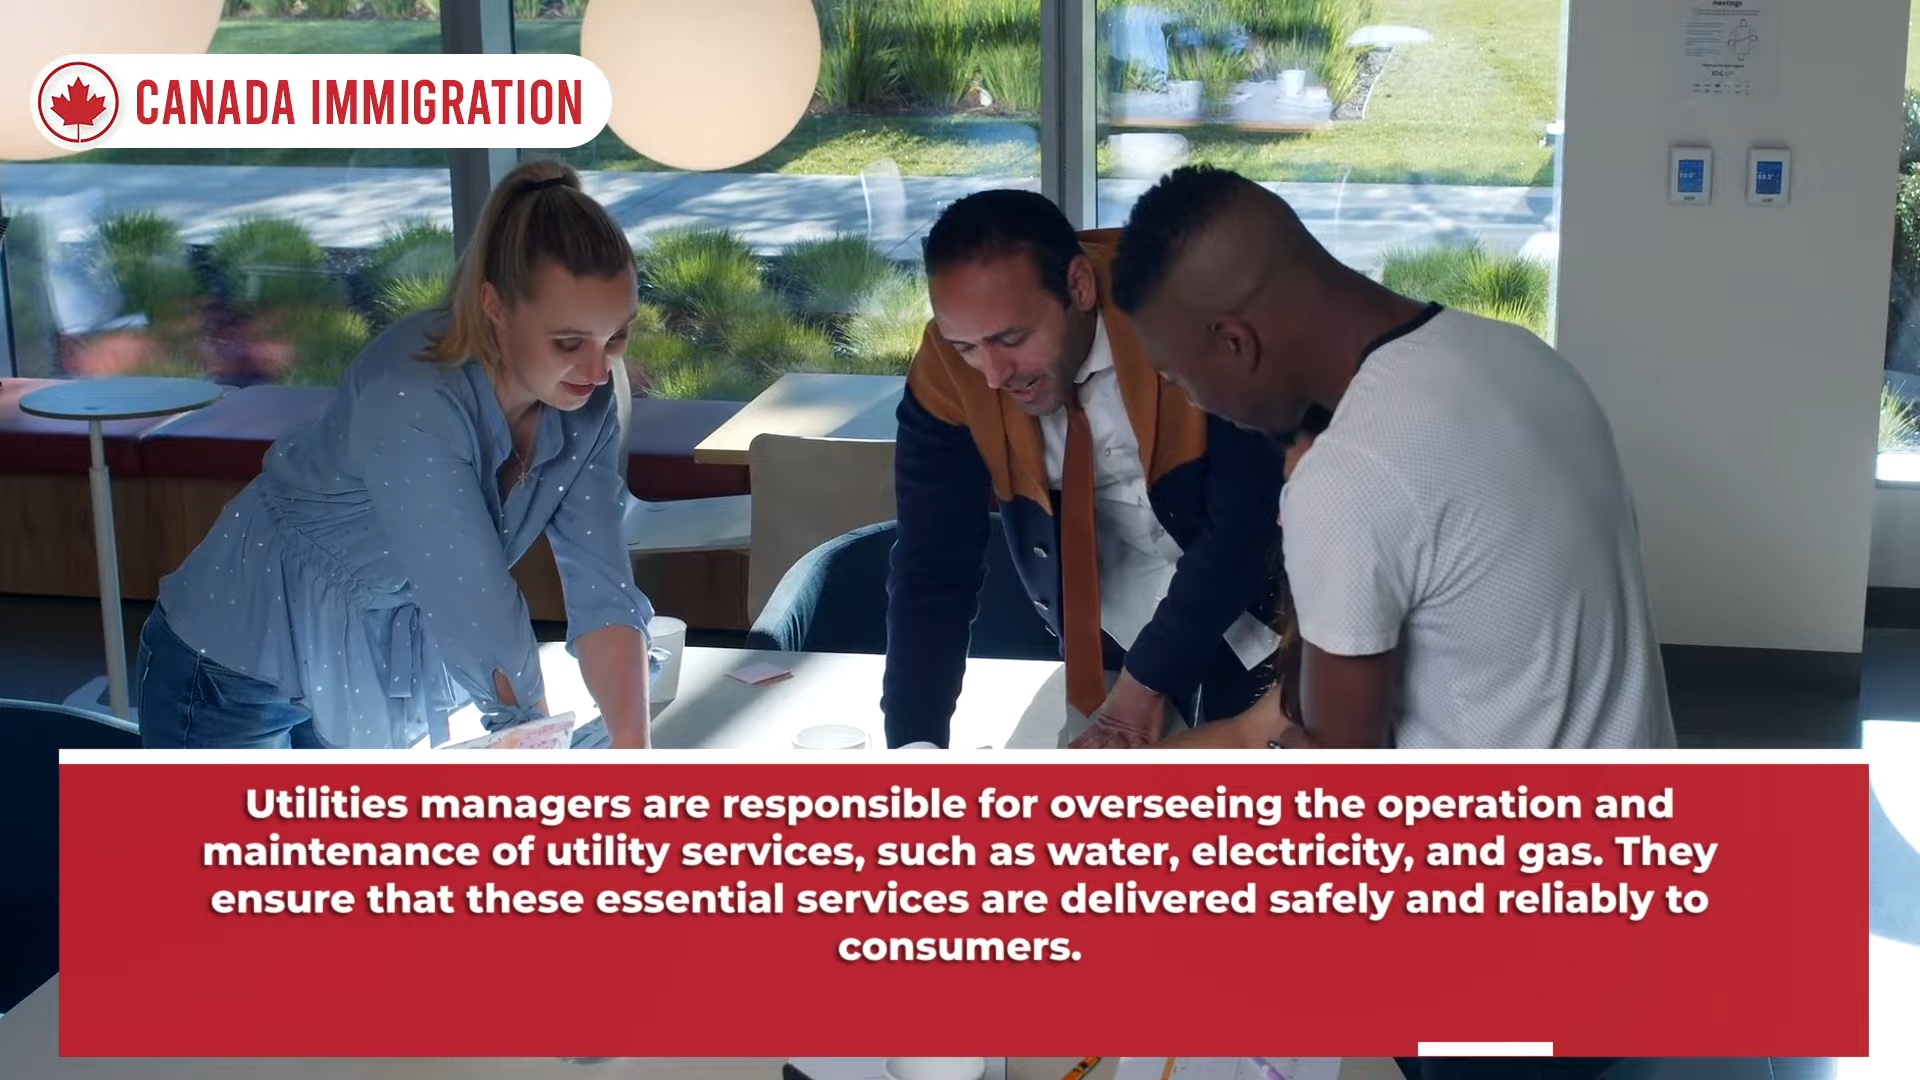 meetings
CANADA IMMIGRATION
Utilities managers are responsible for overseeing the operation and
maintenance of utility services, such as water, electricity, and gas. They
ensure that these essential services are delivered safely and reliably to
consumers.